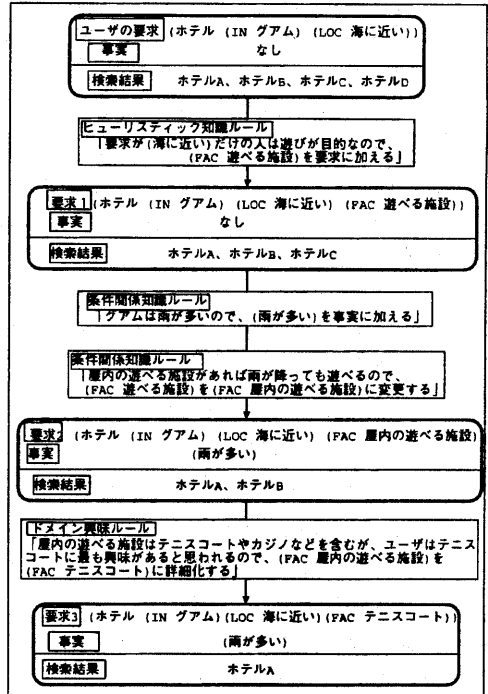 ユーザの要求 (ホテル (IN グアム) (LOC 海に近い))
事実 なし
検索結果 ホテルA、ホテルB、ホテルC、ホテルD
ヒューリスティック知識ルール
「要求が(海に近い)だけの人は遊びが目的なので、
(FAC 遊べる施設)を要求に加える」
要求1 (ホテル (IN グアム) (LOC 海に近い) (FAC 遊べる施設))
事実 なし
検索結果 ホテルA、ホテルB、ホテルC
条件関係知識ルール
「グアムは雨が多いので、(雨が多い)を事実に加える」
条件関係知識ルール
「屋内の遊べる施設があれば雨が降っても遊べるので、
(FAC 遊べる施設)を(FAC 屋内の遊べる施設)に変更する」
要求2 (ホテル (IN グアム) (LOC 海に近い) (FAC 屋内の遊べる施設)
事実 (雨が多い)
検索結果 ホテルA、ホテルB
ドメイン興味ルール
「屋内の遊べる施設はテニスコートやカジノなどを含むが、ユーザはテニス
コートに最も興味があると思われるので、(FAC 屋内の遊べる施設)を
(FAC テニスコート)に詳細化する」
要求3 (ホテル (IN グアム)(LOC 海に近い)(FAC テニスコート))
事実 (雨が多い)
検索結果 ホテルA